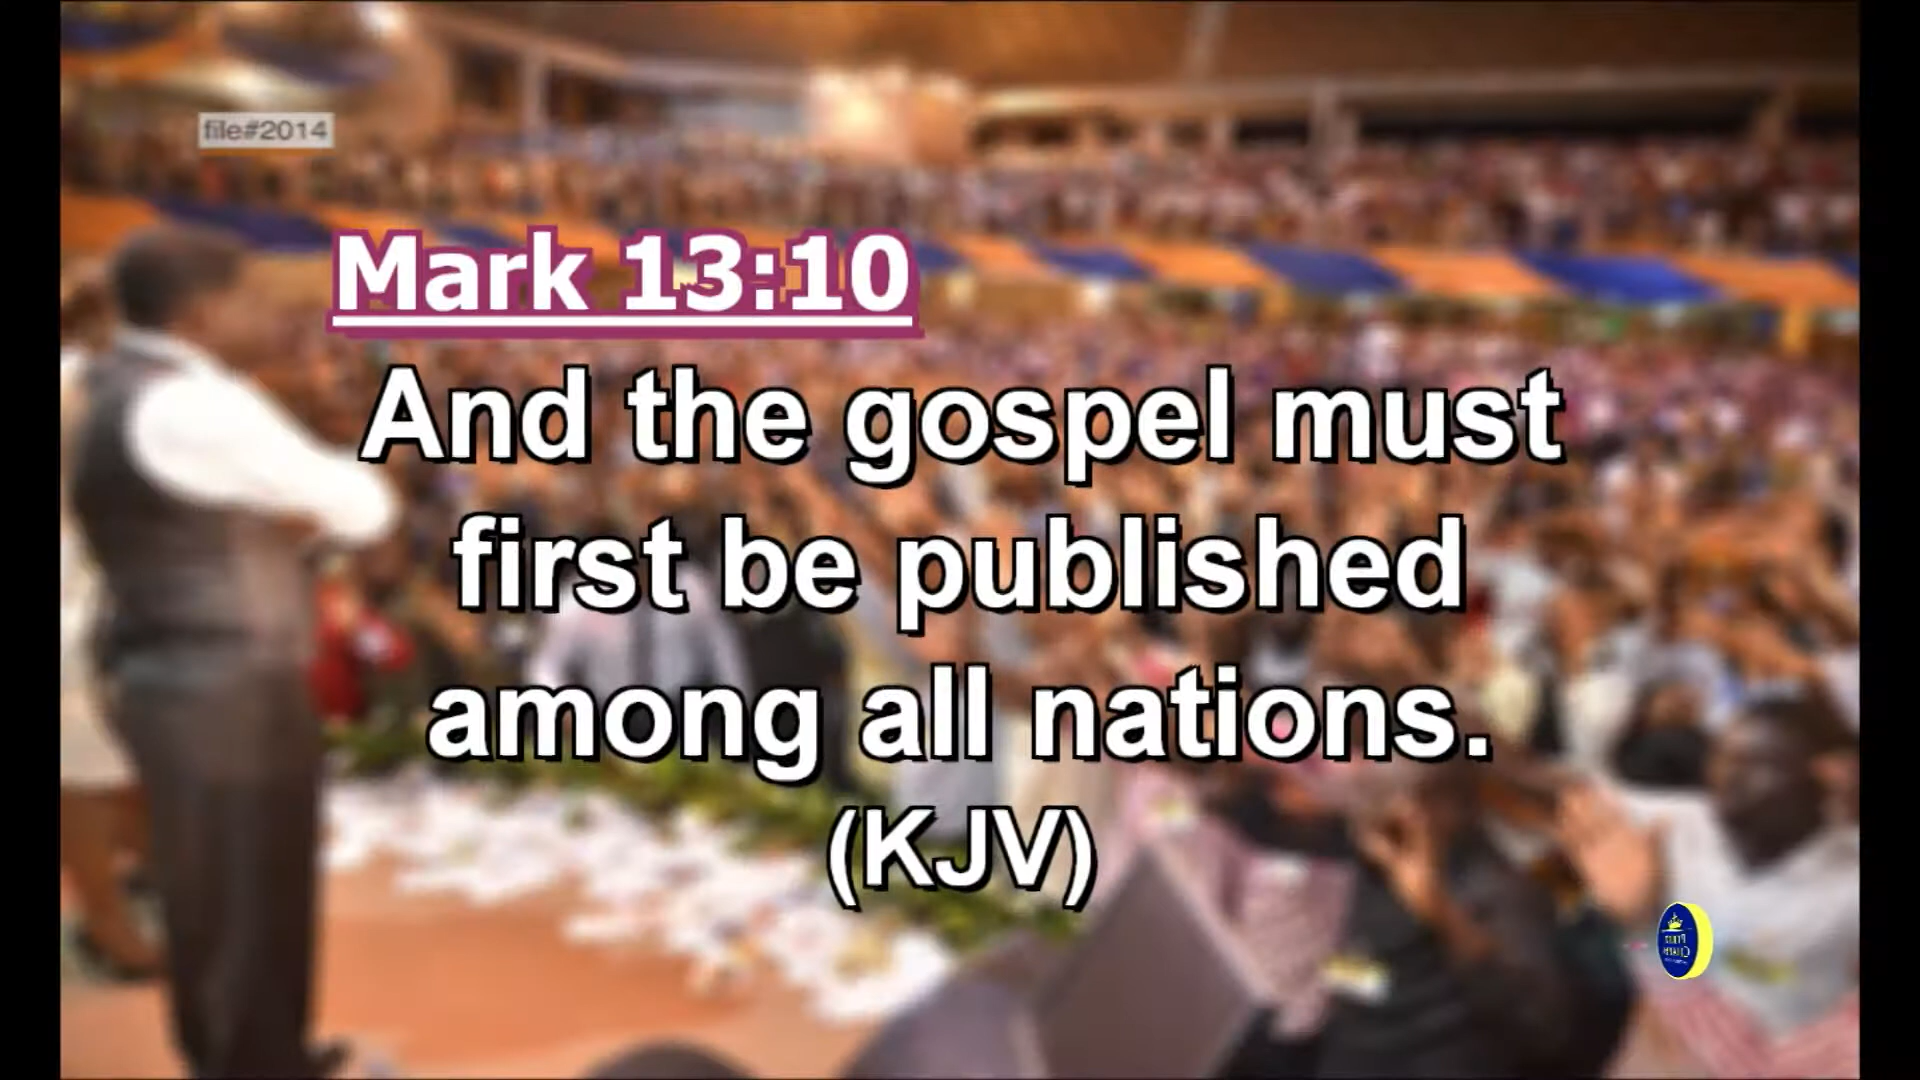 file#2014
Mark 13:10
And the gospel must
first be published
among all nations.
(KJV)